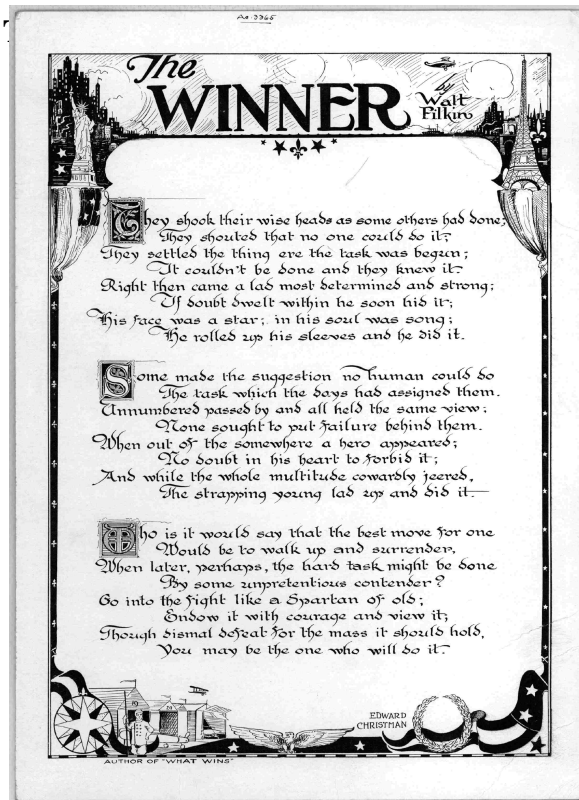 A0-3365
The
WINNER
by
Walt
Filkin
They shook their wise heads as some others had done;
They shouted that no one could do it;
They settled the thing ere the task was begun;
It couldn't be done and they knew it.
Right then came a lad most determined and strong;
If doubt dwelt within he soon hid it;
His face was a star; in his soul was song;
He rolled up his sleeves and he did it.
Some made the suggestion no human could do
The task which the days had assigned them.
Unnumbered passed by and all held the same view;
None sought to put failure behind them.
When out of the somewhere a hero appeared;
No doubt in his heart to forbid it;
And while the whole multitude cowardly jeered,
The strapping young lad up and did it.
Who is it would say that the best move for one
Would be to walk up and surrender,
When later, perhaps, the hard task might be done
By some unpretentious contender?
Go into the fight like a Spartan of old;
Endow it with courage and view it;
Though dismal defeat for the mass it should hold,
You may be the one who will do it.
EDWARD
CHRISTMAN
AUTHOR OF "WHAT WINS"